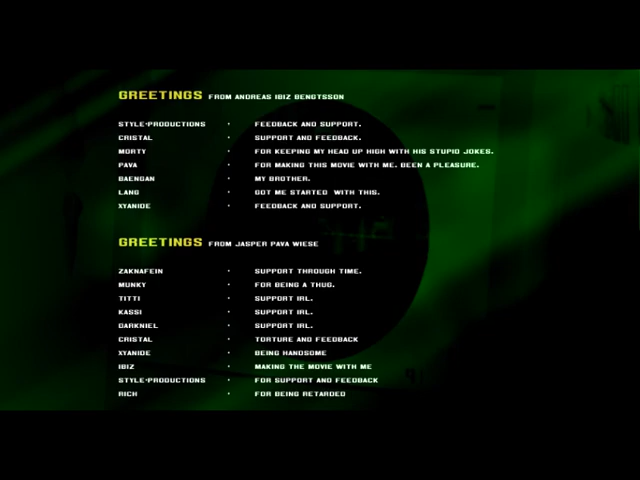 GREETINGS FROM ANDREAS IBIZ BENGTSSON
STYLE-PRODUCTIONS · FEEDBACK AND SUPPORT.
CRISTAL · SUPPORT AND FEEDBACK.
MORTY · FOR KEEPING MY HEAD UP HIGH WITH HIS STUPID JOKES.
PAVA · FOR MAKING THIS MOVIE WITH ME. BEEN A PLEASURE.
BAENGAN · MY BROTHER.
LANG · GOT ME STARTED WITH THIS.
XYANIDE · FEEDBACK AND SUPPORT.
GREETINGS FROM JASPER PAVA WIESE
ZAKNAFEIN · SUPPORT THROUGH TIME.
MUNKY · FOR BEING A THUG.
TITTI · SUPPORT IRL.
KASSI · SUPPORT IRL.
DARKNIEL · SUPPORT IRL.
CRISTAL · TORTURE AND FEEDBACK
XYANIDE · BEING HANDSOME
IBIZ · MAKING THE MOVIE WITH ME
STYLE-PRODUCTIONS · FOR SUPPORT AND FEEDBACK
RICH · FOR BEING RETARDED